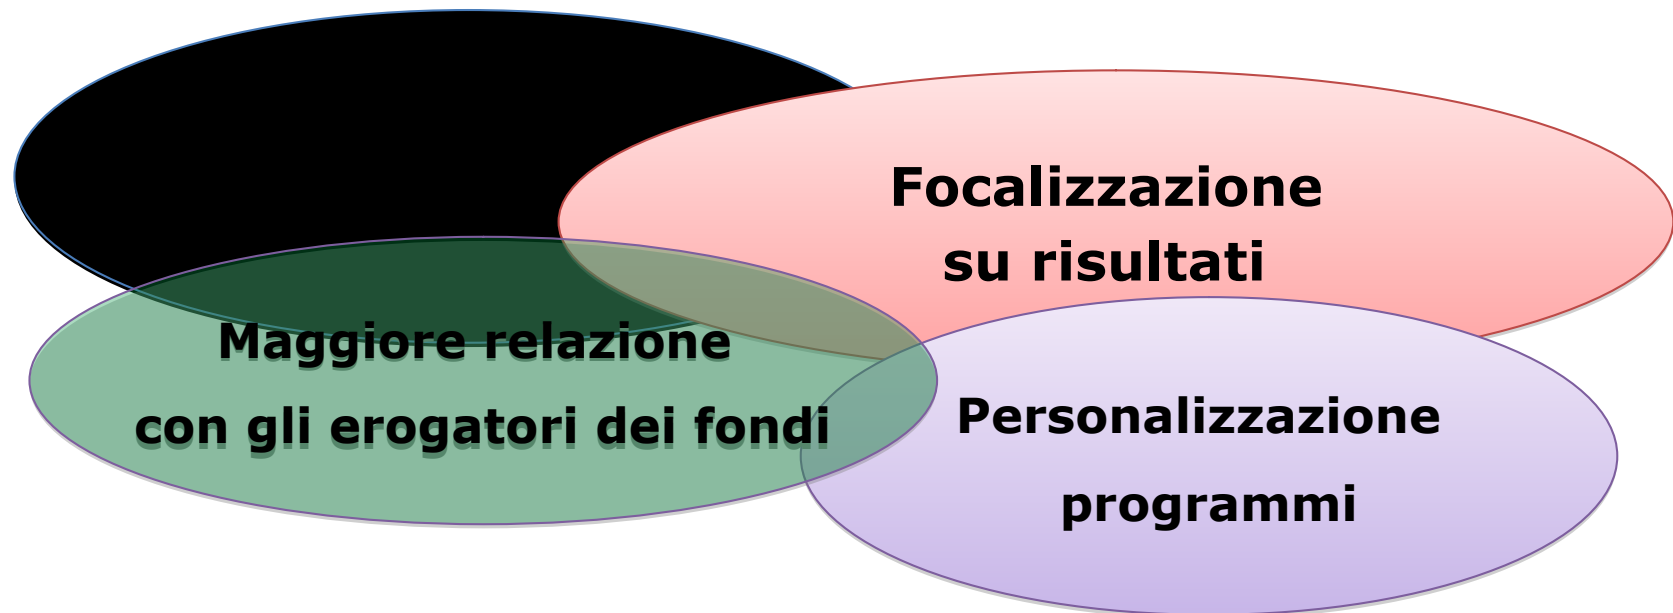 Focalizzazione
su risultati
Maggiore relazione
con gli erogatori dei fondi
Personalizzazione
programmi